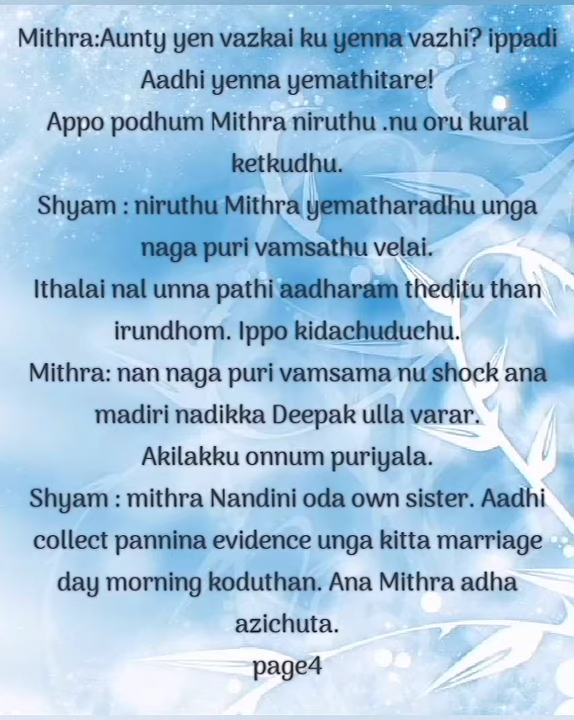 Mithra:Aunty yen vazkai ku yenna vazhi? ippadi
Aadhi yenna yemathitare!
Appo podhum Mithra niruthu .nu oru kural
ketkudhu.
Shyam : niruthu Mithra yematharadhu unga
naga puri vamsathu velai.
Ithalai nal unna pathi aadharam theditu than
irundhom. Ippo kidachuduchu.
Mithra: nan naga puri vamsama nu shock ana
madiri nadikka Deepak ulla varar.
Akilakku onnum puriyala.
Shyam : mithra Nandini oda own sister. Aadhi
collect pannina evidence unga kitta marriage
day morning koduthan. Ana Mithra adha
azichuta.
page4